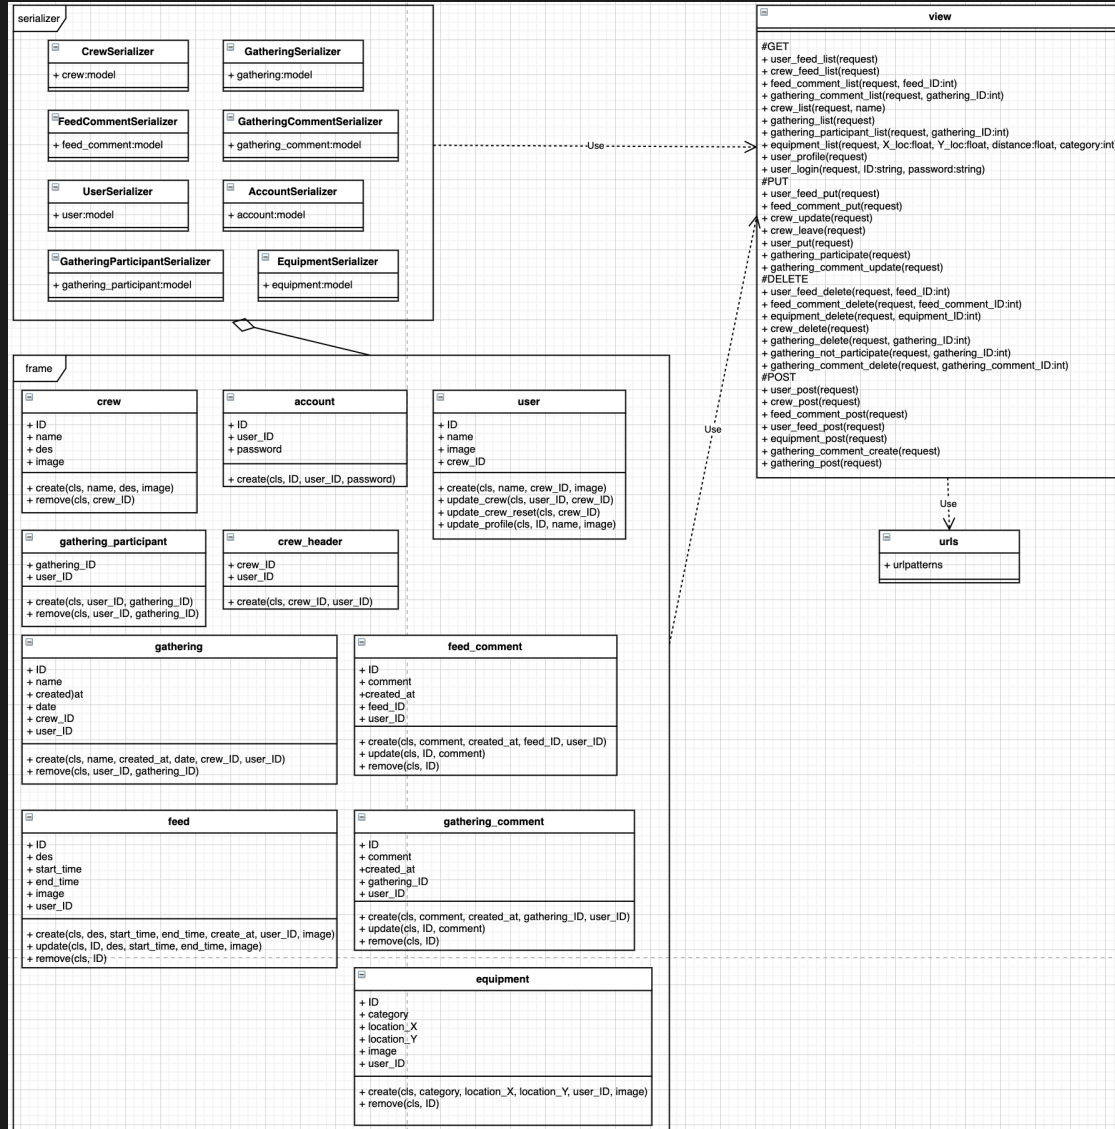 serializer
CrewSerializer
+ crew:model
GatheringSerializer
+ gathering:model
FeedCommentSerializer
+ feed_comment:model
GatheringCommentSerializer
+ gathering_comment:model
UserSerializer
+ user:model
AccountSerializer
+ account:model
GatheringParticipantSerializer
+ gathering_participant:model
EquipmentSerializer
+ equipment:model
Use
view
#GET
+ user_feed_list(request)
+ crew_feed_list(request)
+ feed_comment_list(request, feed_ID:int)
+ gathering_comment_list(request, gathering_ID:int)
+ crew_list(request, name)
+ gathering_list(request)
+ gathering_participant_list(request, gathering_ID:int)
+ equipment_list(request, X_loc:float, Y_loc:float, distance:float, category:int
+ user_profile(request)
+ user_login(request, ID:string, password:string)
#PUT
+ user_feed_put(request)
+ feed_comment_put(request)
+ crew_update(request)
+ crew_leave(request)
+ user_put(request)
+ gathering_participate(request)
+ gathering_comment_update(request)
#DELETE
+ user_feed_delete(request, feed_ID:int)
+ feed_comment_delete(request, feed_comment_ID:int)
+ equipment_delete(request, equipment_ID:int)
+ crew_delete(request)
+ gathering_delete(request, gathering_ID:int)
+ gathering_not_participate(request, gathering_ID:int)
+ gathering_comment_delete(request, gathering_comment_ID:int)
#POST
+ user_post(request)
+ crew_post(request)
+ feed_comment_post(request)
+ user_feed_post(request)
+ equipment_post(request)
+ gathering_comment_create(request)
+ gathering_post(request)
Use
urls
+ urlpatterns
Use
frame
crew
+ ID
+ name
+ des
+ image
+ create(cls, name, des, image)
+ remove(cls, crew_ID)
account
+ ID
+ user_ID
+ password
+ create(cls, ID, user_ID, password)
user
+ ID
+ name
+ image
+ crew_ID
+ create(cls, name, crew_ID, image)
+ update_crew(cls, user_ID, crew_ID)
+ update_crew_reset(cls, crew_ID)
+ update_profile(cls, ID, name, image)
gathering_participant
+ gathering_ID
+ user_ID
+ create(cls, user_ID, gathering_ID)
+ remove(cls, user_ID, gathering_ID)
crew_header
+ crew_ID
+ user_ID
+ create(cls, crew_ID, user_ID)
gathering
+ ID
+ name
+ created)at
+ date
+ crew_ID
+ user_ID
+ create(cls, name, created_at, date, crew_ID, user_ID)
+ remove(cls, user_ID, gathering_ID)
feed_comment
+ ID
+ comment
+created_at
+ feed_ID
+ user_ID
+ create(cls, comment, created_at, feed_ID, user_ID)
+ update(cls, ID, comment)
+ remove(cls, ID)
feed
+ ID
+ des
+ start_time
+ end_time
+ image
+ user_ID
+ create(cls, des, start_time, end_time, create_at, user_ID, image)
+ update(cls, ID, des, start_time, end_time, image)
+ remove(cls, ID)
gathering_comment
+ ID
+ comment
+created_at
+ gathering_ID
+ user_ID
+ create(cls, comment, created_at, gathering_ID, user_ID)
+ update(cls, ID, comment)
+ remove(cls, ID)
equipment
+ ID
+ category
+ location_X
+ location_Y
+ image
+ user_ID
+ create(cls, category, location_X, location_Y, user_ID, image)
+ remove(cls, ID)